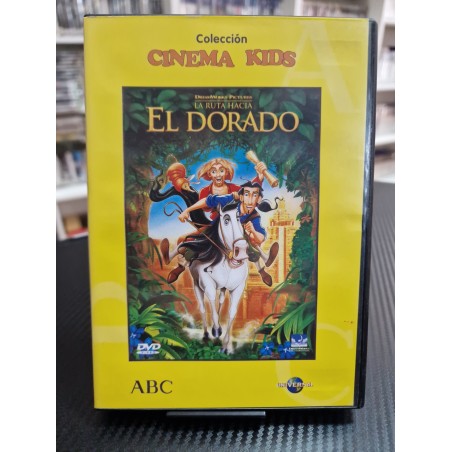 Colección
CINEMA KIDS
DREAMWORKS PICTURES
LA RUTA HACIA
EL DORADO
DVD
ABC
UNIVERSAL